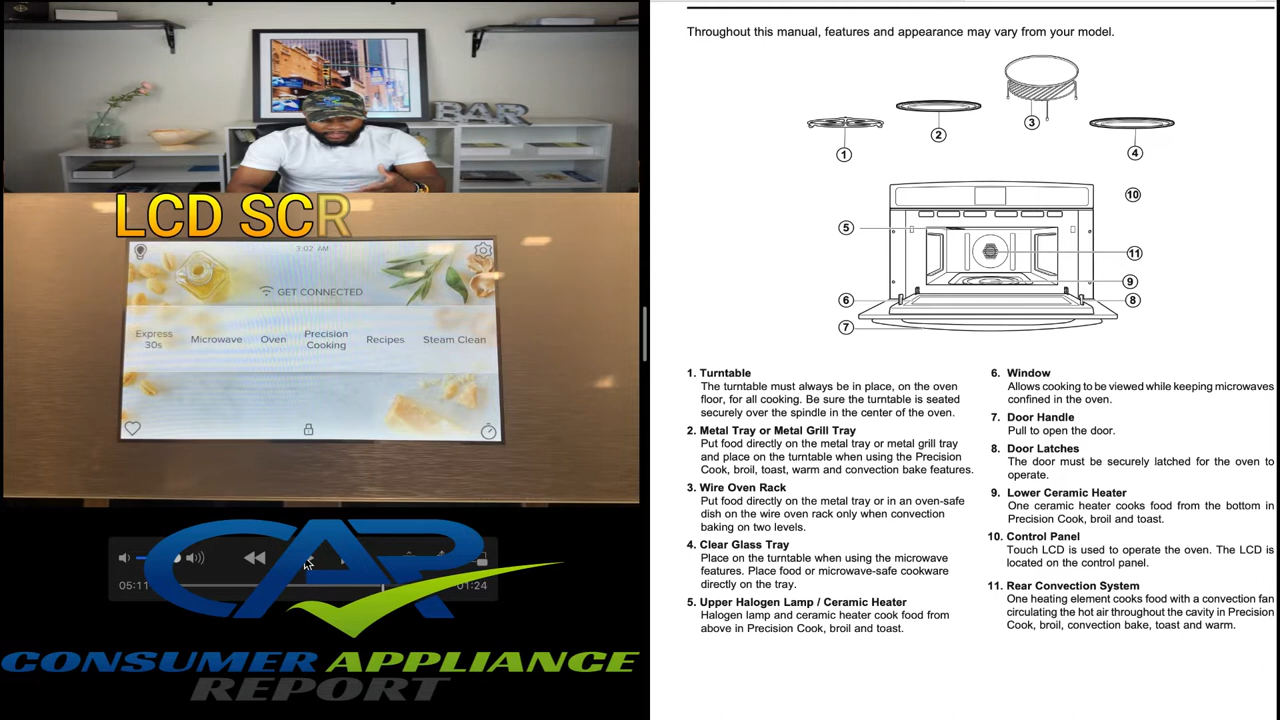 BAR
LCD SCR
3:02 AM
GET CONNECTED
Express
30s
Microwave
Oven
Precision
Cooking
Recipes
Steam Clean
05:11
01:24
CAR
CONSUMER APPLIANCE
REPORT
Throughout this manual, features and appearance may vary from your model.
1
2
3
4
5
6
7
10
11
9
8
1. Turntable
The turntable must always be in place, on the oven
floor, for all cooking. Be sure the turntable is seated
securely over the spindle in the center of the oven.
2. Metal Tray or Metal Grill Tray
Put food directly on the metal tray or metal grill tray
and place on the turntable when using the Precision
Cook, broil, toast, warm and convection bake features.
3. Wire Oven Rack
Put food directly on the metal tray or in an oven-safe
dish on the wire oven rack only when convection
baking on two levels.
4. Clear Glass Tray
Place on the turntable when using the microwave
features. Place food or microwave-safe cookware
directly on the tray.
5. Upper Halogen Lamp / Ceramic Heater
Halogen lamp and ceramic heater cook food from
above in Precision Cook, broil and toast.
6. Window
Allows cooking to be viewed while keeping microwaves
confined in the oven.
7. Door Handle
Pull to open the door.
8. Door Latches
The door must be securely latched for the oven to
operate.
9. Lower Ceramic Heater
One ceramic heater cooks food from the bottom in
Precision Cook, broil and toast.
10. Control Panel
Touch LCD is used to operate the oven. The LCD is
located on the control panel.
11. Rear Convection System
One heating element cooks food with a convection fan
circulating the hot air throughout the cavity in Precision
Cook, broil, convection bake, toast and warm.